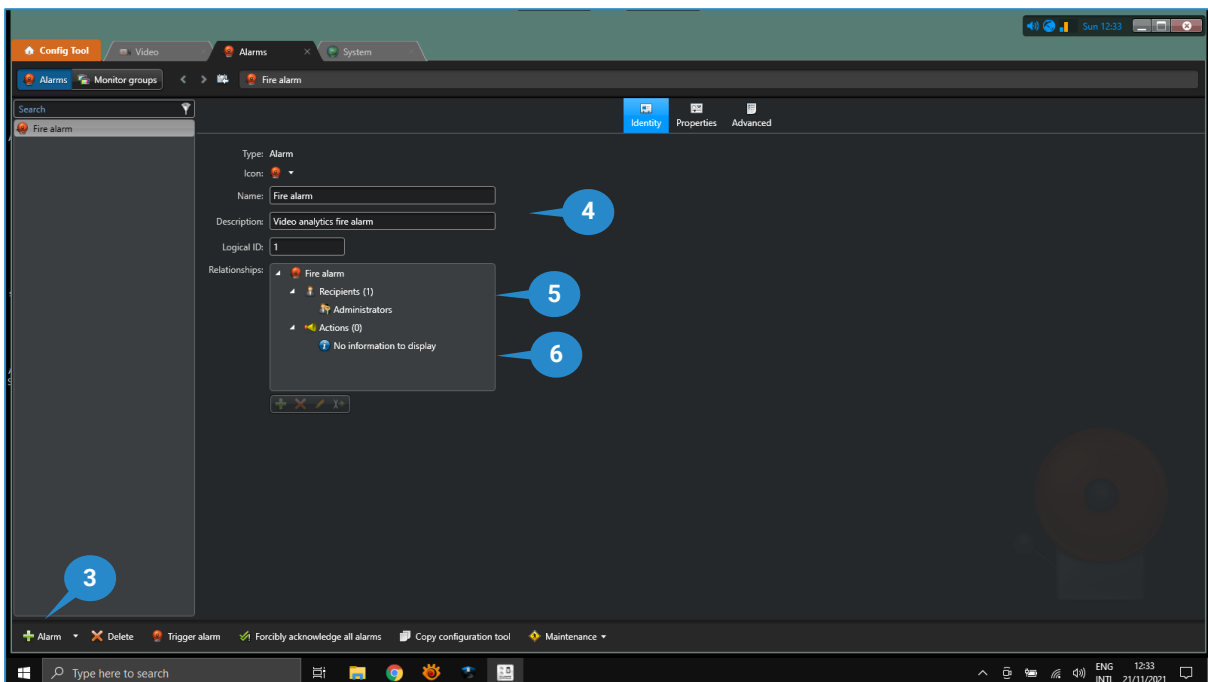 Sun 12:33
Config Tool
Video
Alarms
System
Alarms
Monitor groups
Fire alarm
Search
Fire alarm
Identity
Properties
Advanced
Type: Alarm
Icon:
Name: Fire alarm
4
Description: Video analytics fire alarm
Logical ID: 1
Relationships:
Fire alarm
Recipients (1)
5
Administrators
Actions (0)
No information to display
6
3
Alarm
Delete
Trigger alarm
Forcibly acknowledge all alarms
Copy configuration tool
Maintenance
Type here to search
ENG
INTL
12:33
21/11/2021